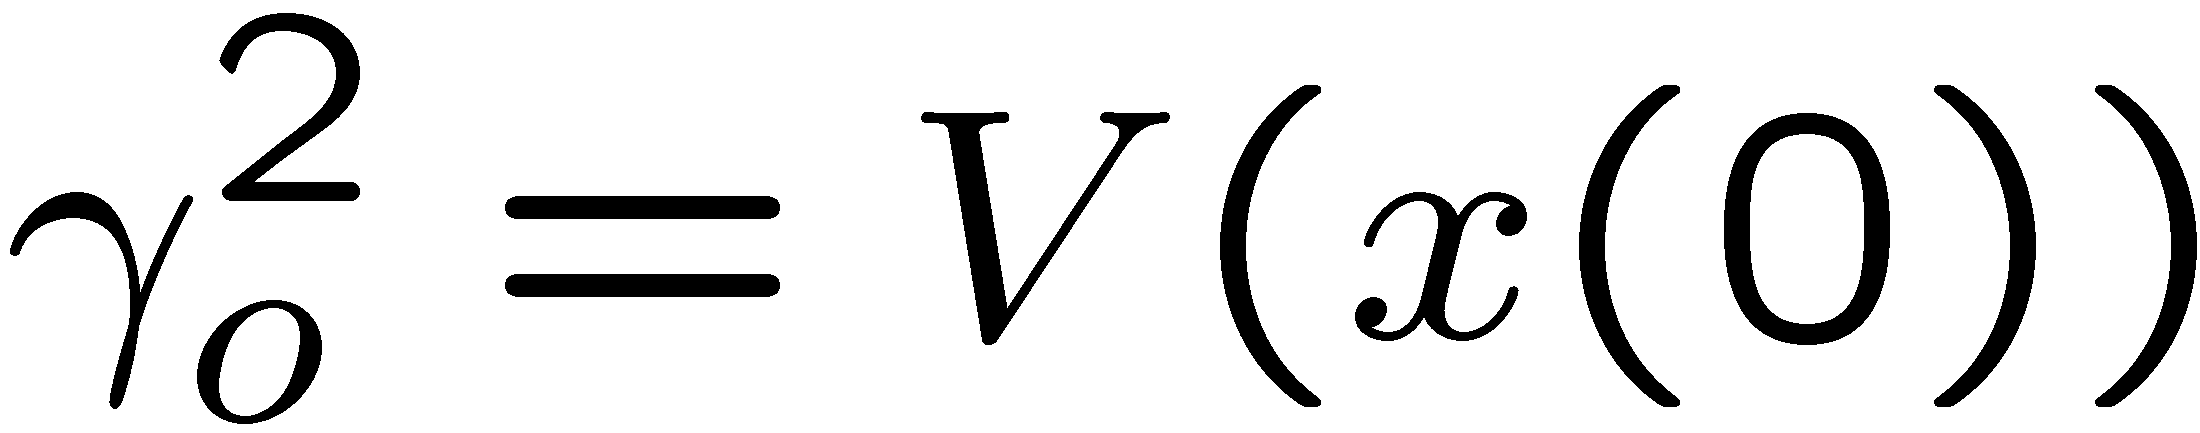 γ_o^2 = V(x(0))